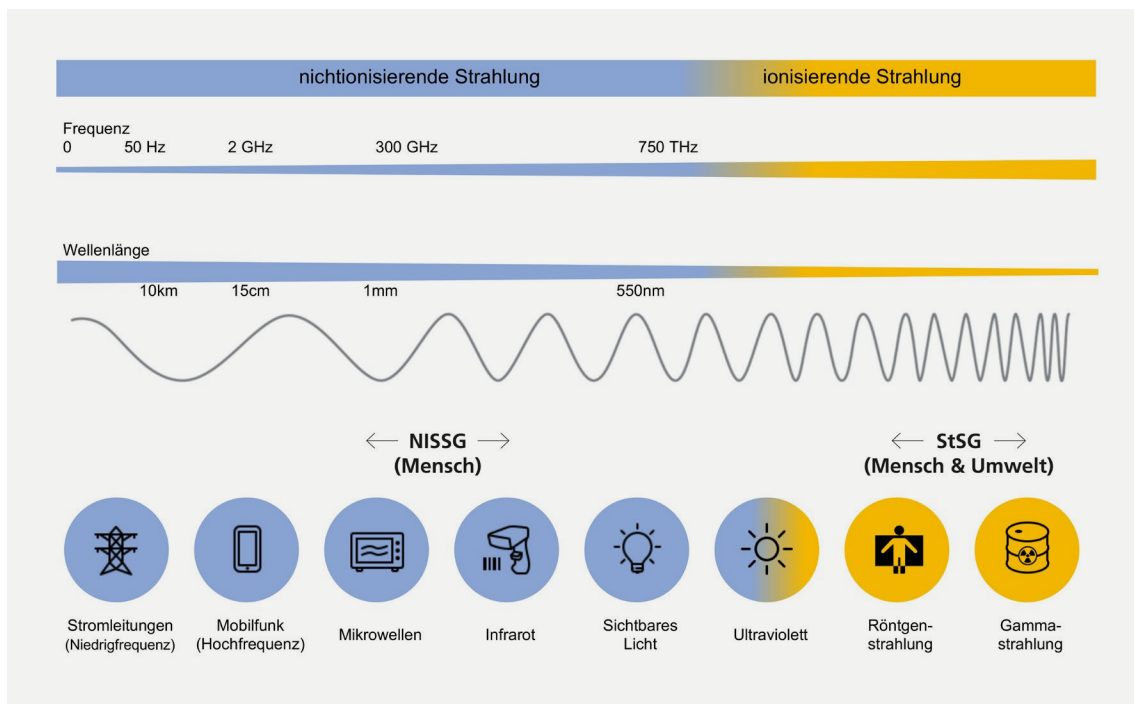 nichtionisierende Strahlung
ionisierende Strahlung
Frequenz
0 50 Hz 2 GHz 300 GHz 750 THz
Wellenlänge
10km 15cm 1mm 550nm
NISSG
(Mensch)
StSG
(Mensch & Umwelt)
Stromleitungen
(Niedrigfrequenz)
Mobilfunk
(Hochfrequenz)
Mikrowellen
Infrarot
Sichtbares
Licht
Ultraviolett
Röntgen-
strahlung
Gamma-
strahlung